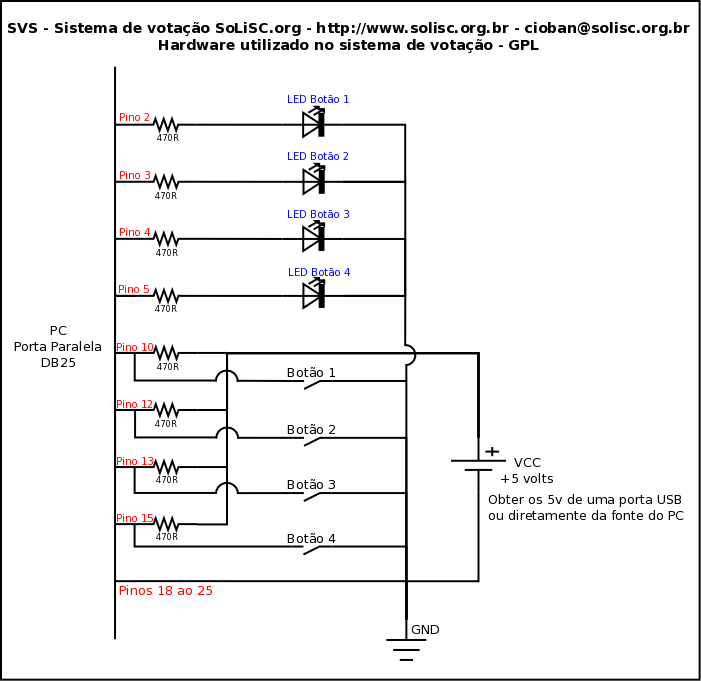 SVS - Sistema de votação SoLiSC.org - http://www.solisc.org.br - cioban@solisc.org.br
Hardware utilizado no sistema de votação - GPL
LED Botão 1
Pino 2
470R
LED Botão 2
Pino 3
470R
LED Botão 3
Pino 4
470R
LED Botão 4
Pino 5
470R
PC
Porta Paralela
DB25
Pino 10
470R
Botão 1
Pino 12
470R
Botão 2
Pino 13
470R
Botão 3
Pino 15
470R
Botão 4
+
VCC
+5 volts
Obter os 5v de uma porta USB
ou diretamente da fonte do PC
Pinos 18 ao 25
GND